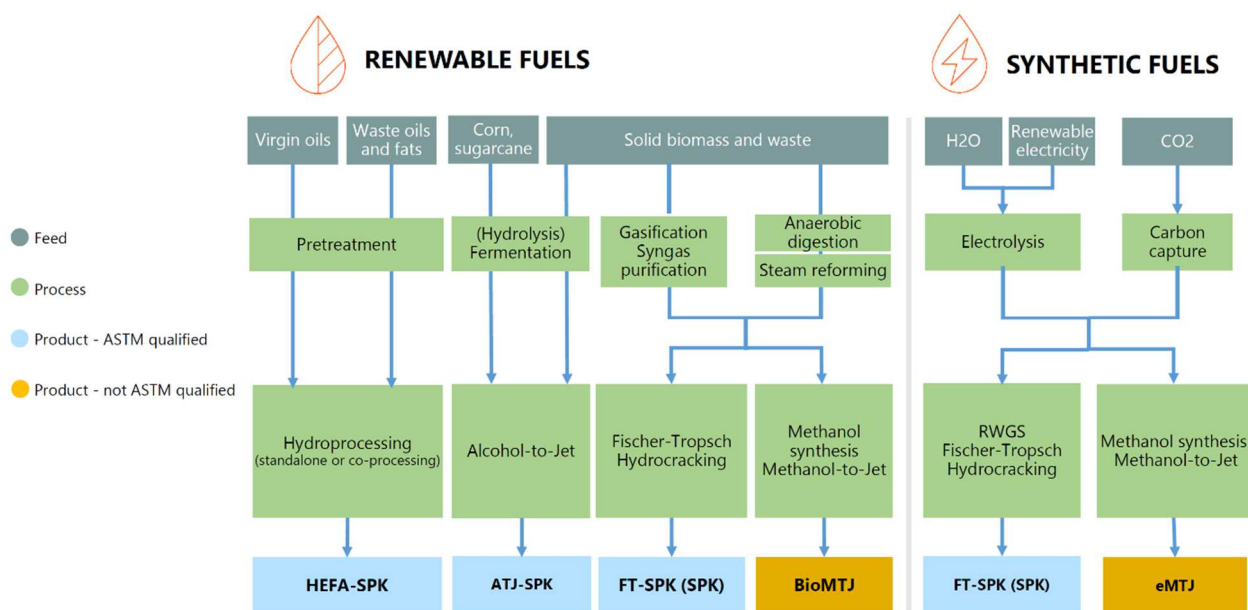 RENEWABLE FUELS
SYNTHETIC FUELS
Virgin oils
Waste oils
and fats
Corn,
sugarcane
Solid biomass and waste
H2O
Renewable
electricity
CO2
Feed
Process
Product - ASTM qualified
Product - not ASTM qualified
Pretreatment
(Hydrolysis)
Fermentation
Gasification
Syngas
purification
Anaerobic
digestion
Steam reforming
Electrolysis
Carbon
capture
Hydroprocessing
(standalone or co-processing)
Alcohol-to-Jet
Fischer-Tropsch
Hydrocracking
Methanol
synthesis
Methanol-to-Jet
RWGS
Fischer-Tropsch
Hydrocracking
Methanol synthesis
Methanol-to-Jet
HEFA-SPK
ATJ-SPK
FT-SPK (SPK)
BioMTJ
FT-SPK (SPK)
eMTJ